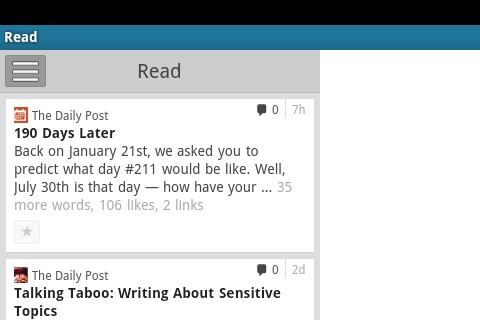 Read
Read
The Daily Post
0
7h
190 Days Later
Back on January 21st, we asked you to
predict what day #211 would be like. Well,
July 30th is that day — how have your ... 35
more words, 106 likes, 2 links
The Daily Post
0
2d
Talking Taboo: Writing About Sensitive
Topics